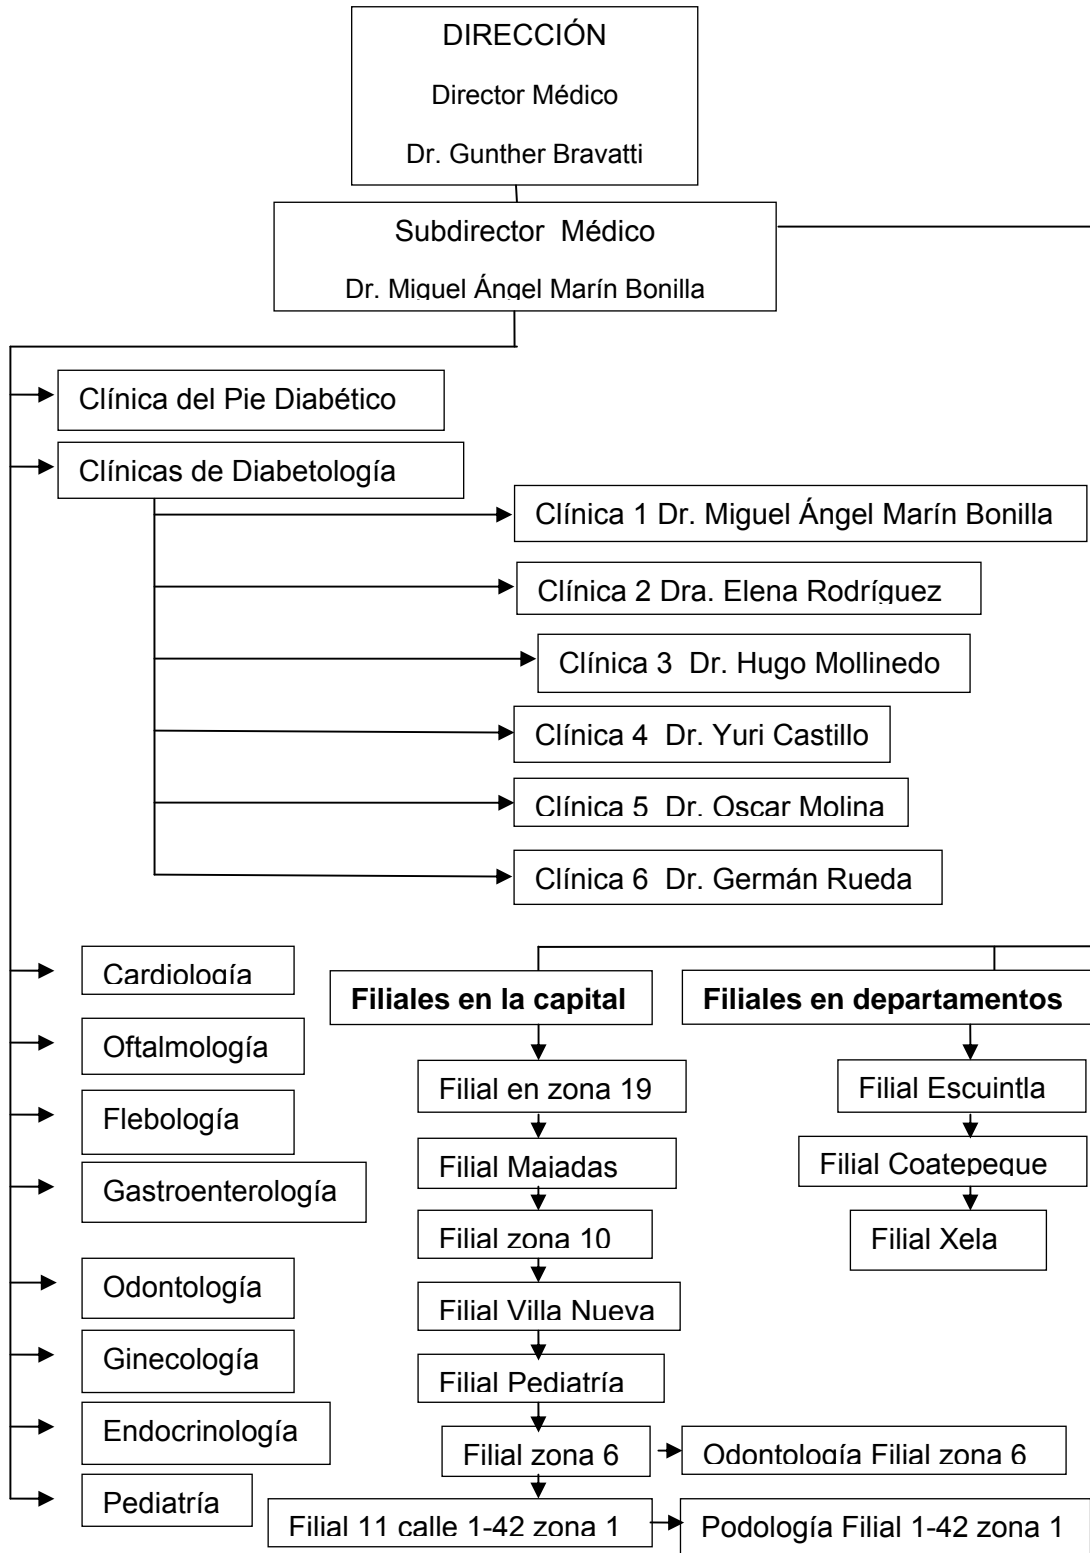 DIRECCIÓN
Director Médico
Dr. Gunther Bravatti
Subdirector Médico
Dr. Miguel Ángel Marín Bonilla
Clínica del Pie Diabético
Clínicas de Diabetología
Clínica 1 Dr. Miguel Ángel Marín Bonilla
Clínica 2 Dra. Elena Rodríguez
Clínica 3 Dr. Hugo Mollinedo
Clínica 4 Dr. Yuri Castillo
Clínica 5 Dr. Oscar Molina
Clínica 6 Dr. Germán Rueda
Cardiología
Oftalmología
Flebología
Gastroenterología
Odontología
Ginecología
Endocrinología
Pediatría
Filiales en la capital
Filial en zona 19
Filial Majadas
Filial zona 10
Filial Villa Nueva
Filial Pediatría
Filial zona 6
Odontología Filial zona 6
Filial 11 calle 1-42 zona 1
Podología Filial 1-42 zona 1
Filiales en departamentos
Filial Escuintla
Filial Coatepeque
Filial Xela